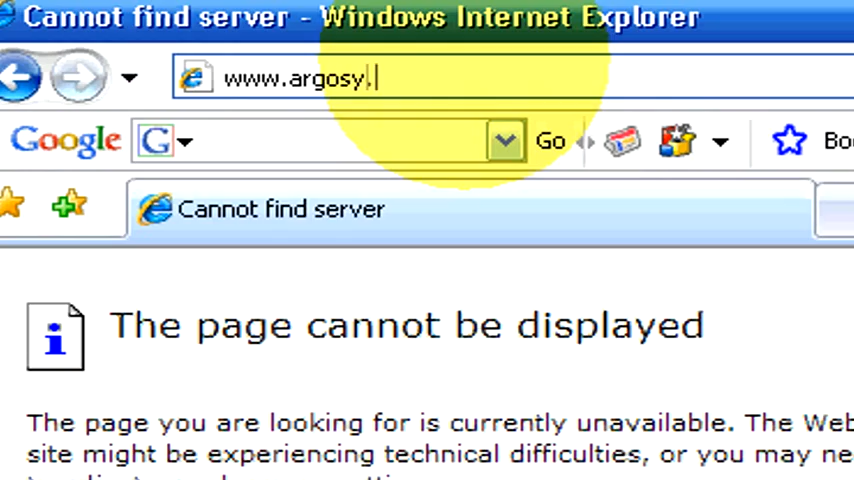 Cannot find server - Windows Internet Explorer
www.argosy.
Google G Go
Cannot find server
The page cannot be displayed
The page you are looking for is currently unavailable. The Web
site might be experiencing technical difficulties, or you may ne